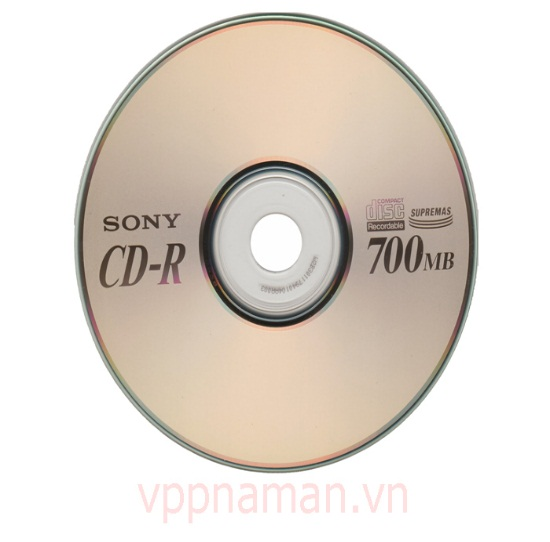 SONY
CD-R
COMPACT
disc
Recordable
SUPREMAS
700MB
vppnaman.vn